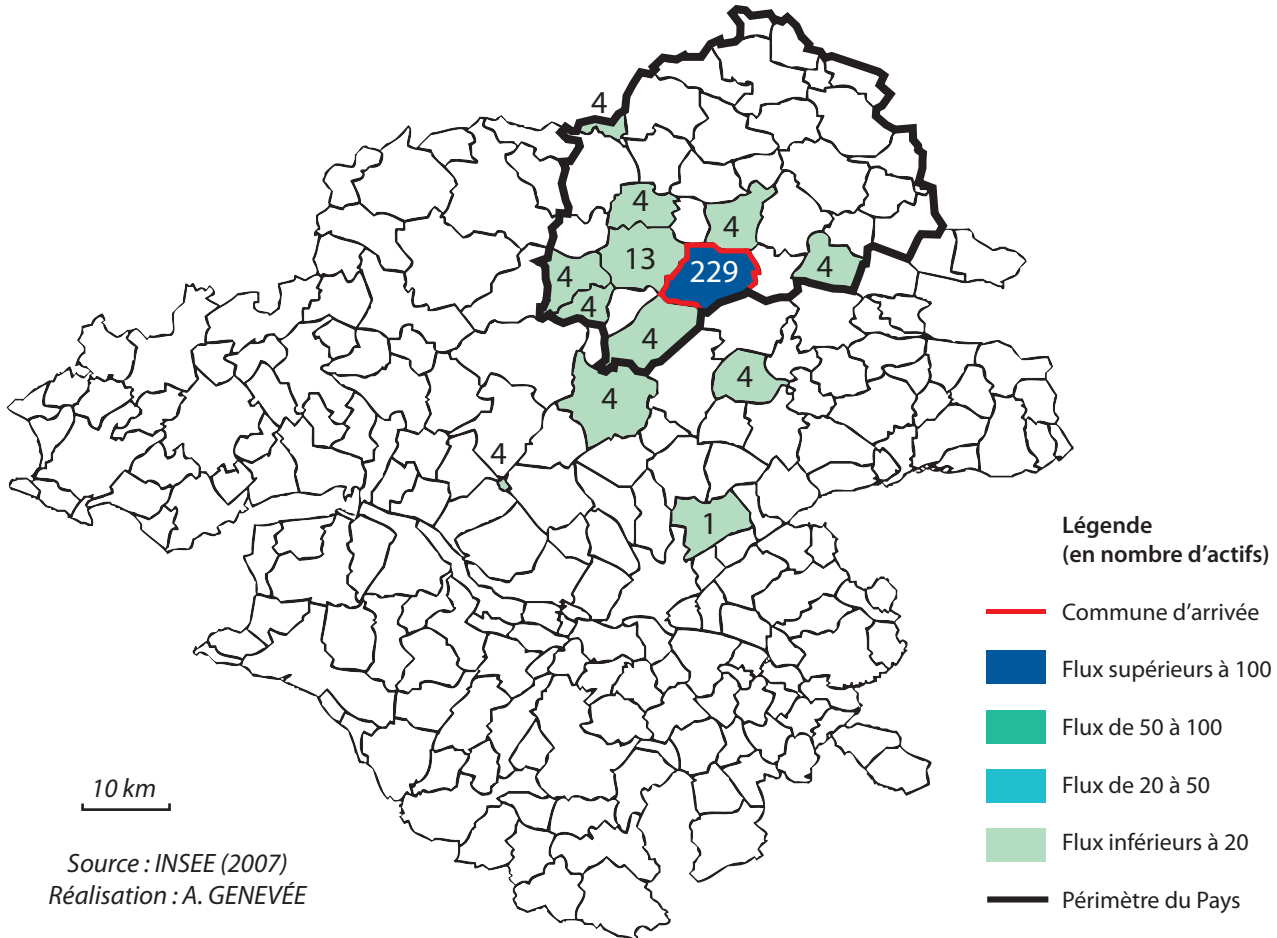 4
4
4
13
229
4
4
4
4
4
4
4
1
Légende
(en nombre d'actifs)
Commune d'arrivée
Flux supérieurs à 100
Flux de 50 à 100
Flux de 20 à 50
Flux inférieurs à 20
Périmètre du Pays
10 km
Source : INSEE (2007)
Réalisation : A. GENEVÉE